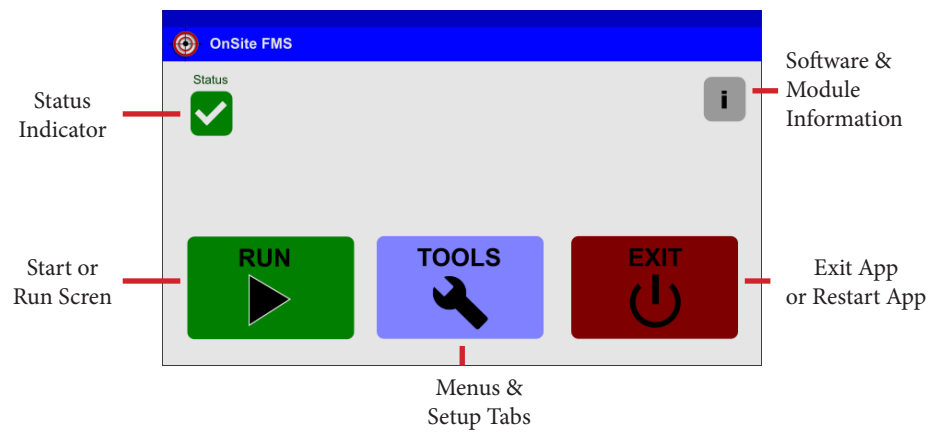 OnSite FMS
Status
i
Status
Indicator
Software &
Module
Information
RUN
TOOLS
EXIT
Start or
Run Scren
Exit App
or Restart App
Menus &
Setup Tabs